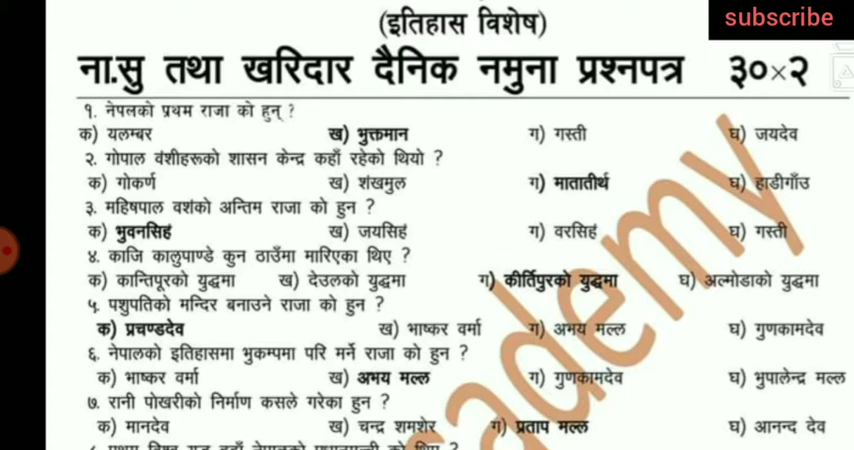 subscribe
(इतिहास विशेष)
ना.सु तथा खरिदार दैनिक नमुना प्रश्नपत्र ३०×२
१. नेपलको प्रथम राजा को हुन् ?
क) यलम्बर ख) भुक्तमान ग) गस्ती घ) जयदेव
२. गोपाल वंशीहरूको शासन केन्द्र कहाँ रहेको थियो ?
क) गोकर्ण ख) शंखमुल ग) मातातीर्थ घ) हाडीगाँउ
३. महिषपाल वशंको अन्तिम राजा को हुन ?
क) भुवनसिहं ख) जयसिहं ग) वरसिहं घ) गस्ती
४. काजि कालुपाण्डे कुन ठाउँमा मारिएका थिए ?
क) कान्तिपूरको युद्धमा ख) देउलको युद्धमा ग) कीर्तिपुरको युद्धमा घ) अल्मोडाको युद्धमा
५. पशुपतिको मन्दिर बनाउने राजा को हुन ?
क) प्रचण्डदेव ख) भाष्कर वर्मा ग) अभय मल्ल घ) गुणकामदेव
६. नेपालको इतिहासमा भुकम्पमा परि मर्ने राजा को हुन ?
क) भाष्कर वर्मा ख) अभय मल्ल ग) गुणकामदेव घ) भुपालेन्द्र मल्ल
७. रानी पोखरीको निर्माण कसले गरेका हुन ?
क) मानदेव ख) चन्द्र शमशेर ग) प्रताप मल्ल घ) आनन्द देव
ademy